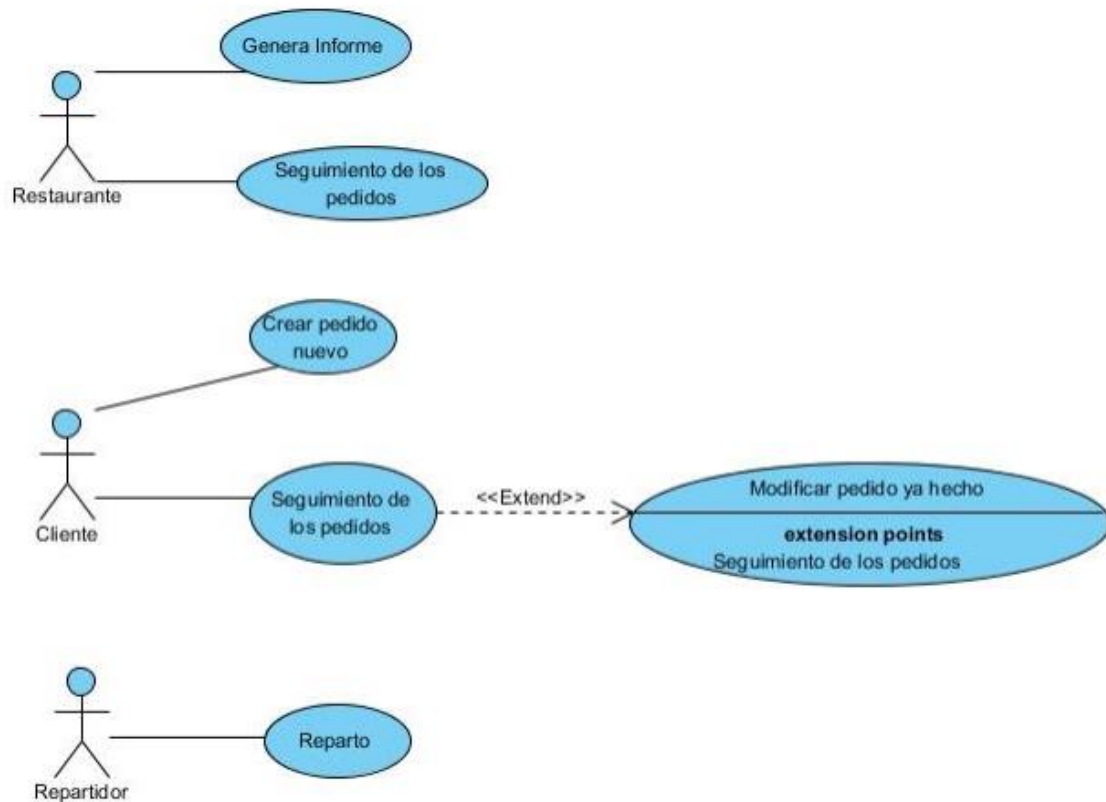 Genera Informe
Seguimiento de los
pedidos
Restaurante
Crear pedido
nuevo
Seguimiento de
los pedidos
Cliente
<<Extend>>
Modificar pedido ya hecho
extension points
Seguimiento de los pedidos
Reparto
Repartidor